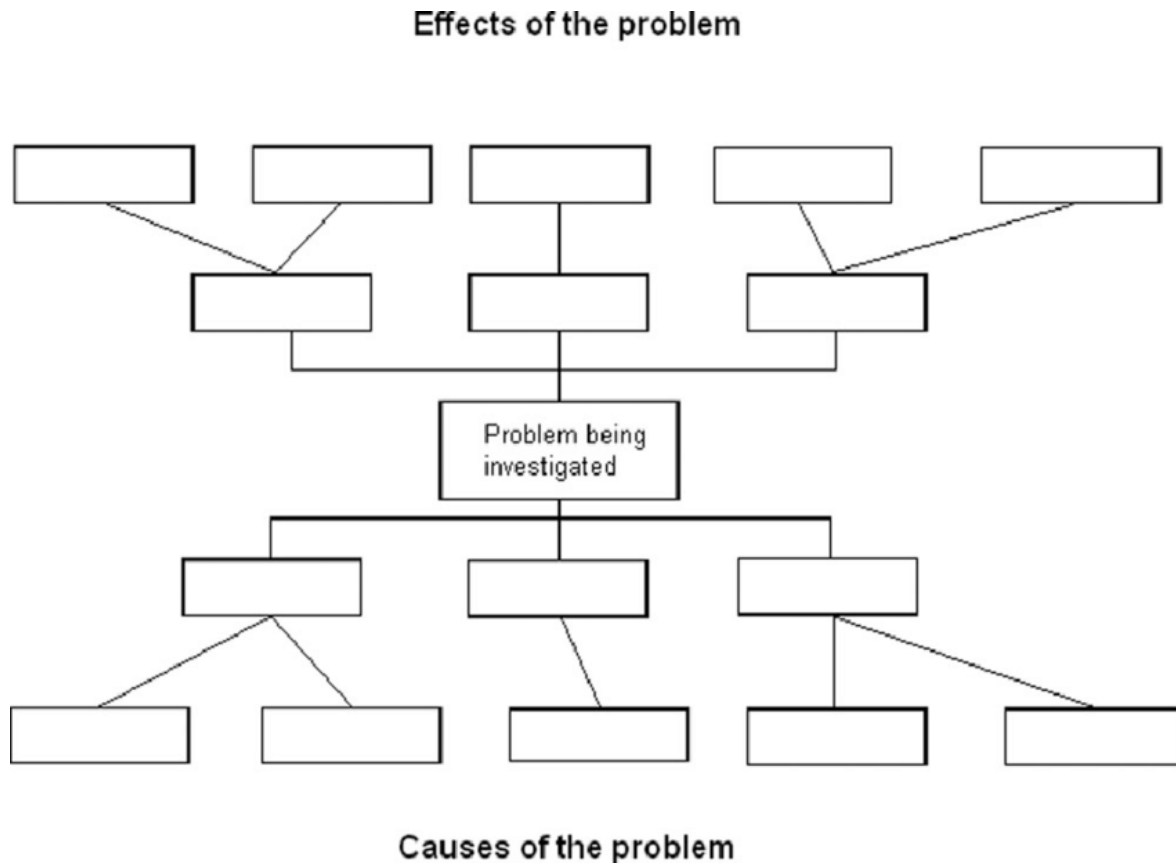 Effects of the problem
Problem being
investigated
Causes of the problem